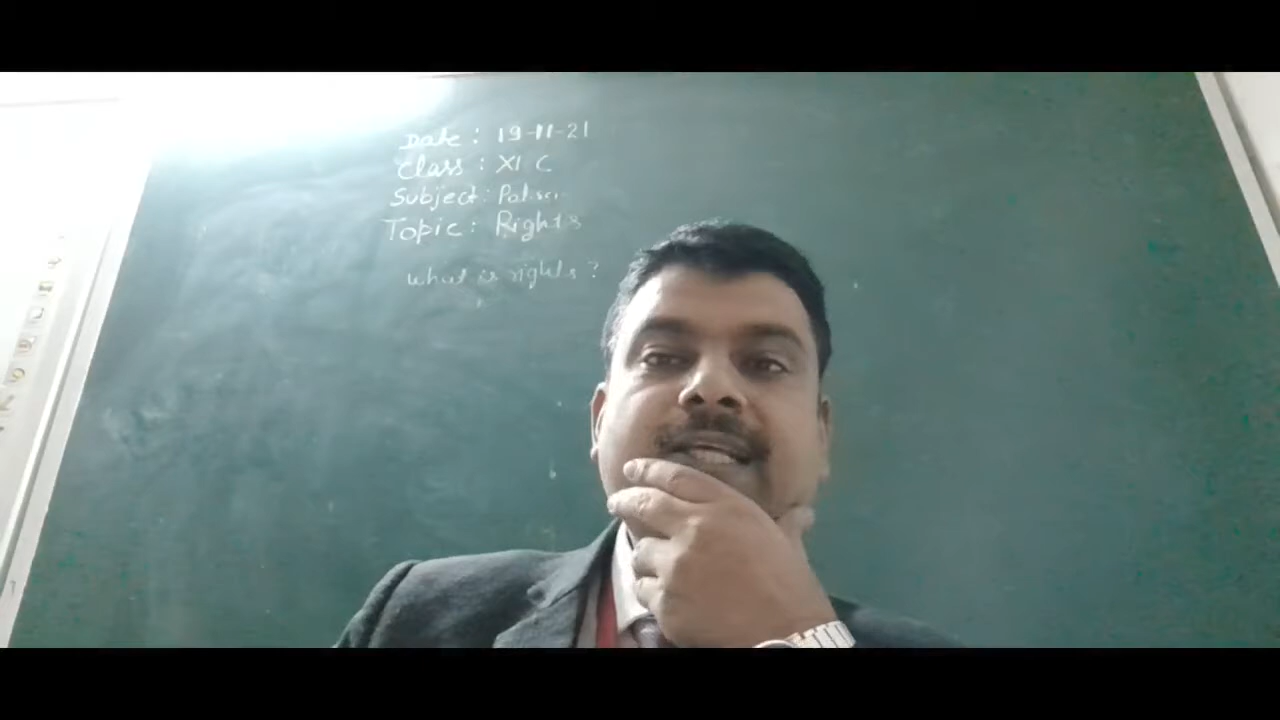 Date : 19-11-21
Class : XI C
Subject : Pol.sci
Topic : Rights
what is rights ?